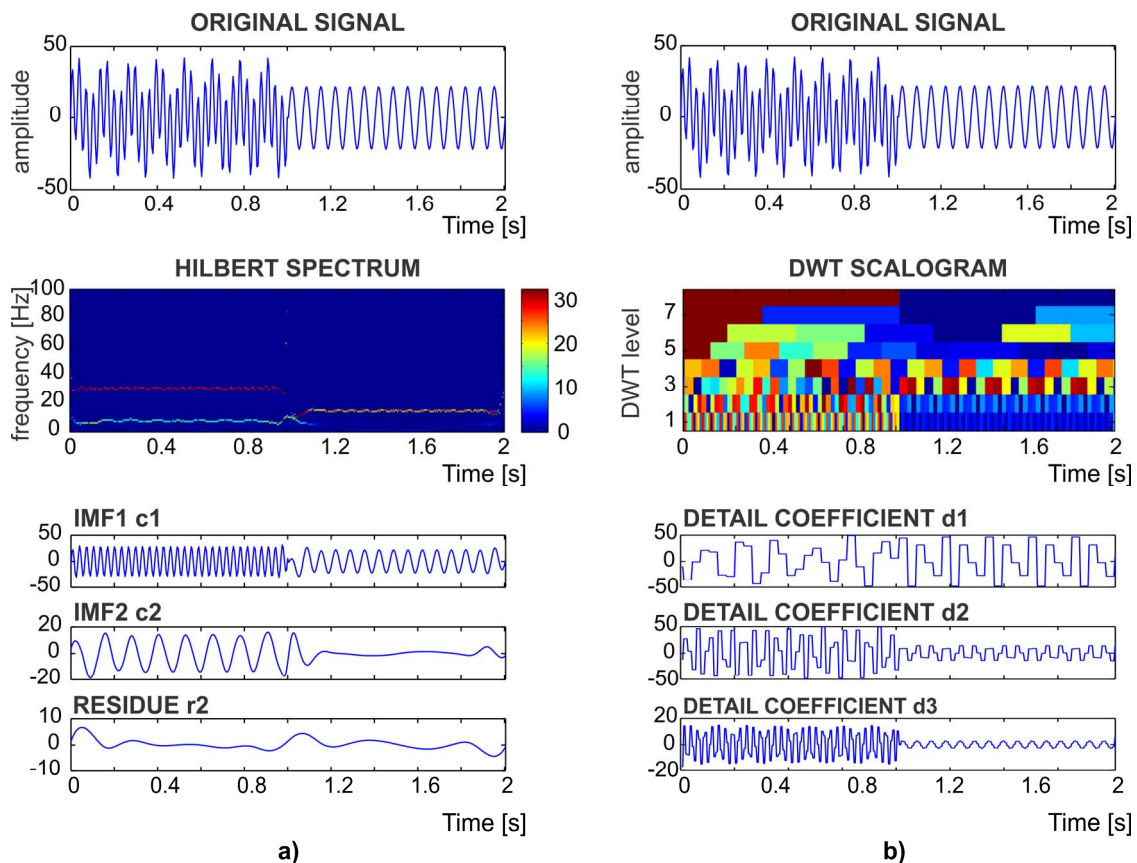 ORIGINAL SIGNAL
amplitude
50
0
-50
0 0.4 0.8 1.2 1.6 2
Time [s]
HILBERT SPECTRUM
frequency [Hz]
100
80
60
40
20
0
30
20
10
0
0 0.4 0.8 1.2 1.6 2
Time [s]
IMF1 c1
50
0
-50
IMF2 c2
20
0
-20
RESIDUE r2
10
0
-10
0 0.4 0.8 1.2 1.6 2
Time [s]
a)
ORIGINAL SIGNAL
amplitude
50
0
-50
0 0.4 0.8 1.2 1.6 2
Time [s]
DWT SCALOGRAM
DWT level
7
5
3
1
0 0.4 0.8 1.2 1.6 2
Time [s]
DETAIL COEFFICIENT d1
50
0
-50
DETAIL COEFFICIENT d2
50
0
-50
DETAIL COEFFICIENT d3
20
0
-20
0 0.4 0.8 1.2 1.6 2
Time [s]
b)